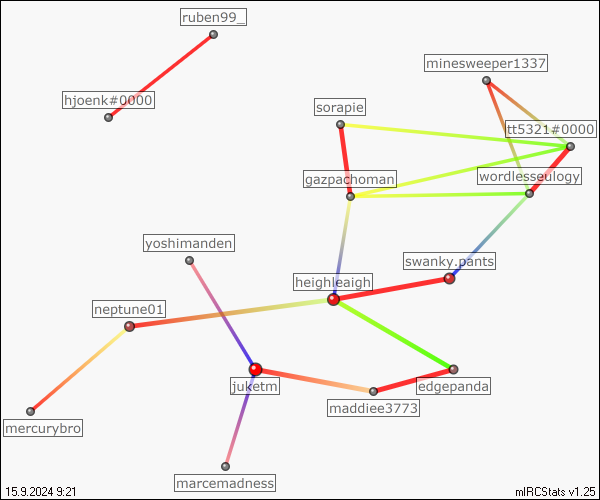 ruben99_
minesweeper1337
hjoenk#0000
sorapie
tt5321#0000
gazpachoman
wordlesseulogy
yoshimanden
swanky.pants
heighleaigh
neptune01
juketm
edgepanda
maddiee3773
mercurybro
marcemadness
15.9.2024 9:21
mIRCStats v1.25